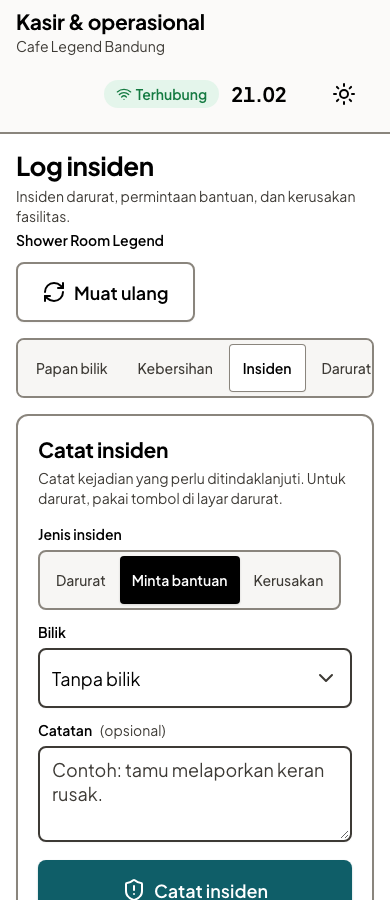 Kasir & operasional
Cafe Legend Bandung
Terhubung
21.02
Log insiden
Insiden darurat, permintaan bantuan, dan kerusakan
fasilitas.
Shower Room Legend
Muat ulang
Papan bilik
Kebersihan
Insiden
Darurat
Catat insiden
Catat kejadian yang perlu ditindaklanjuti. Untuk
darurat, pakai tombol di layar darurat.
Jenis insiden
Darurat
Minta bantuan
Kerusakan
Bilik
Tanpa bilik
Catatan (opsional)
Contoh: tamu melaporkan keran
rusak.
Catat insiden